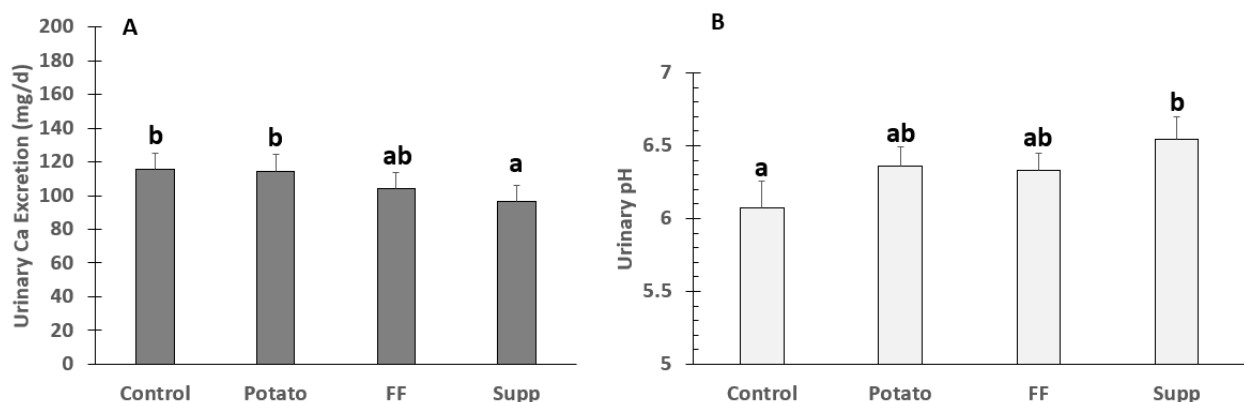 A
Urinary Ca Excretion (mg/d)
200
180
160
140
120
100
80
60
40
20
0
b
b
ab
a
Control Potato FF Supp
B
Urinary pH
7
6.5
6
5.5
5
a
ab
ab
b
Control Potato FF Supp